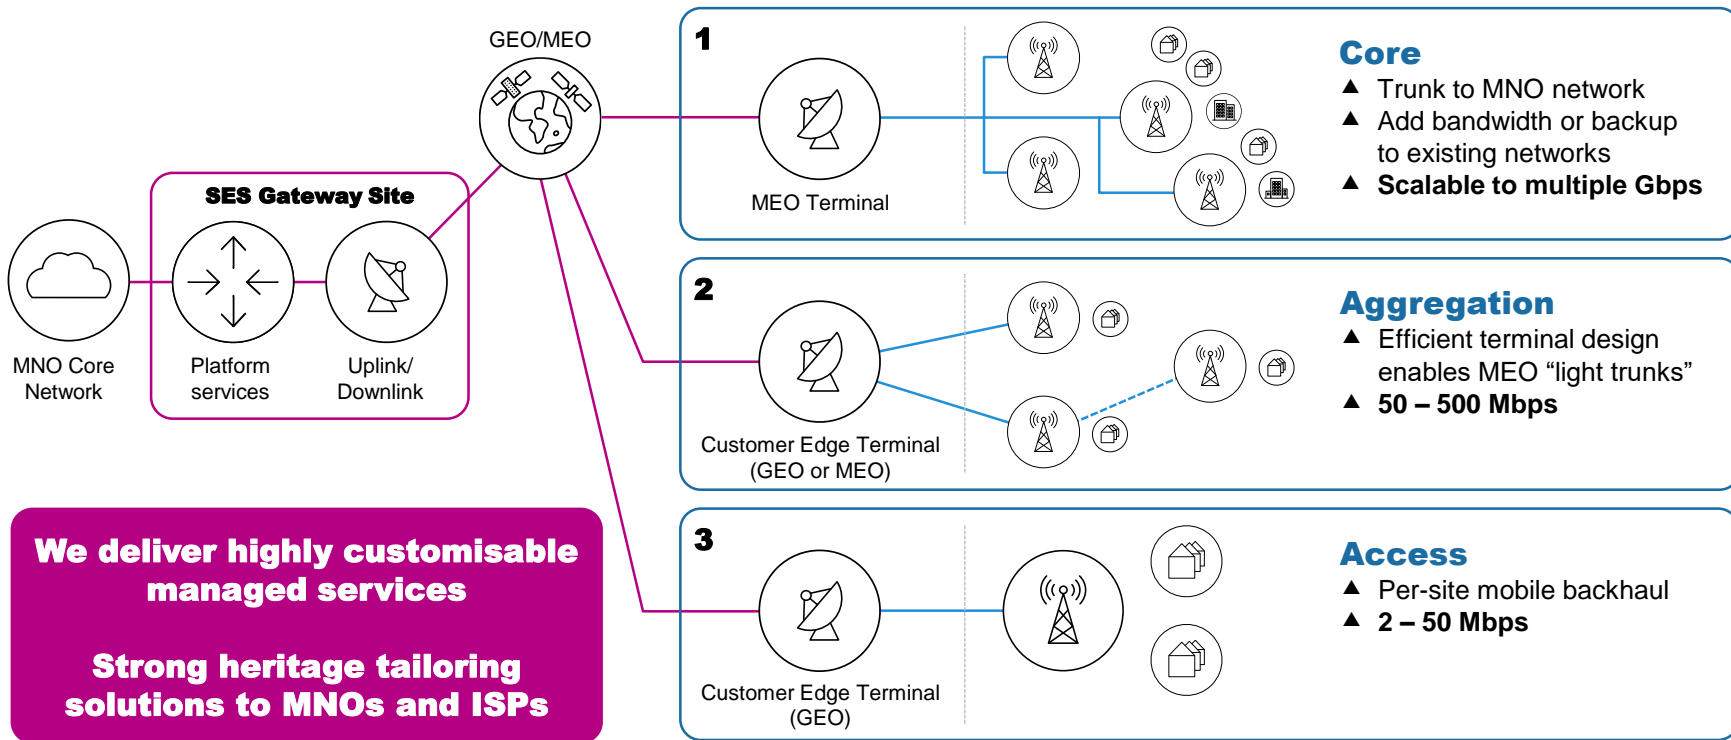 GEO/MEO
SES Gateway Site
MNO Core
Network
Platform
services
Uplink/
Downlink
We deliver highly customisable
managed services
Strong heritage tailoring
solutions to MNOs and ISPs
1
MEO Terminal
Core
▲ Trunk to MNO network
▲ Add bandwidth or backup
to existing networks
▲ Scalable to multiple Gbps
2
Customer Edge Terminal
(GEO or MEO)
Aggregation
▲ Efficient terminal design
enables MEO “light trunks”
▲ 50 – 500 Mbps
3
Customer Edge Terminal
(GEO)
Access
▲ Per-site mobile backhaul
▲ 2 – 50 Mbps